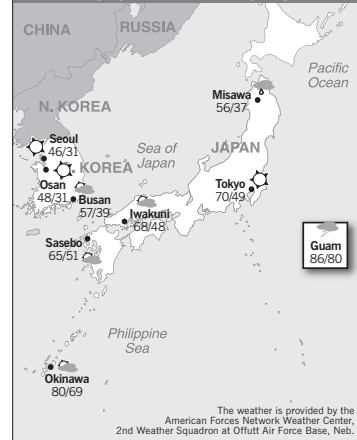 CHINA
RUSSIA
Pacific
Ocean
Misawa
56/37
N. KOREA
Seoul
46/31
Sea of
Japan
JAPAN
S. KOREA
Osan
48/31
Busan
57/39
Tokyo
70/49
Iwakuni
68/48
Sasebo
65/51
Guam
86/80
Philippine
Sea
Okinawa
80/69
The weather is provided by the
American Forces Network Weather Center,
2nd Weather Squadron at Offutt Air Force Base, Neb.